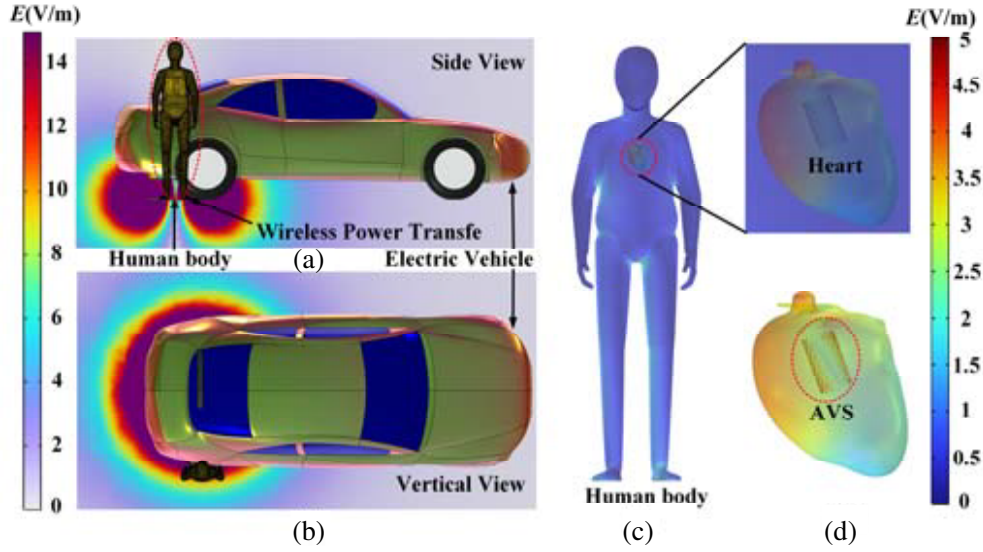 E(V/m)
14
12
10
8
6
4
2
0
Side View
Wireless Power Transfe
Human body
(a)
Electric Vehicle
Vertical View
(b)
Human body
(c)
Heart
AVS
(d)
E(V/m)
5
4.5
4
3.5
3
2.5
2
1.5
1
0.5
0